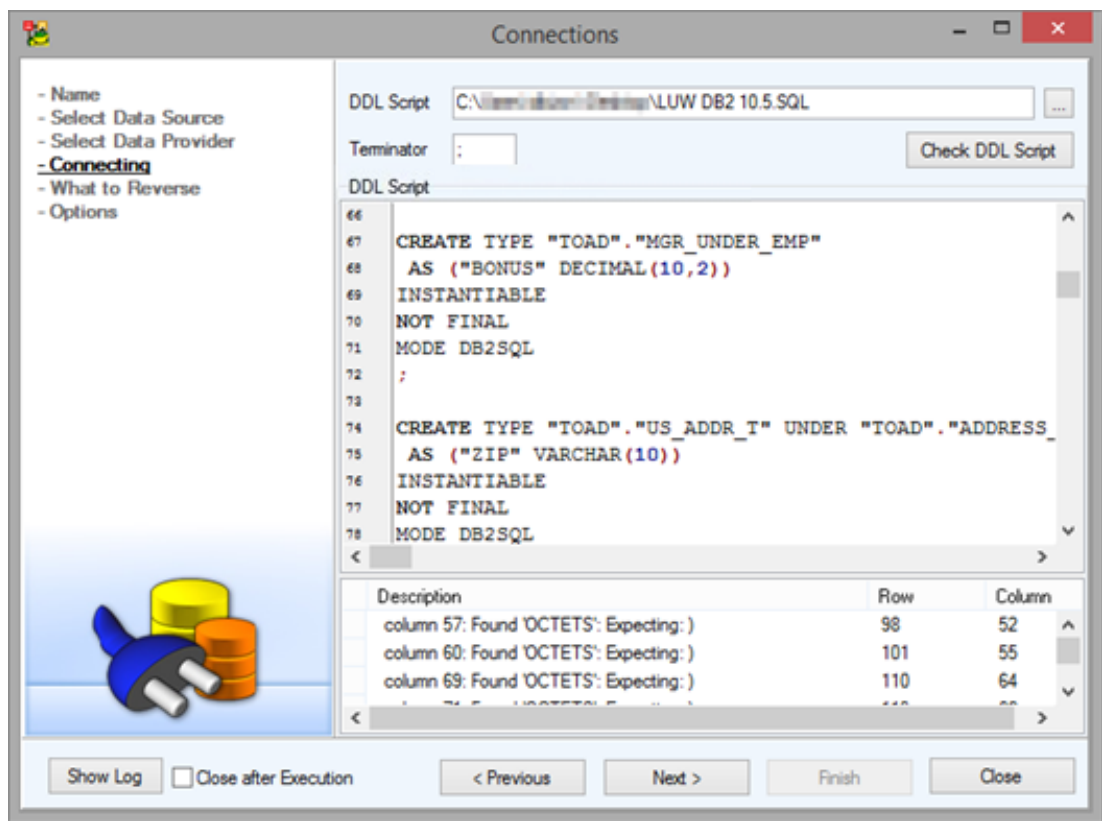 Connections
- Name
- Select Data Source
- Select Data Provider
- Connecting
- What to Reverse
- Options
DDL Script C:\ \LUW DB2 10.5.SQL ...
Terminator ; Check DDL Script
DDL Script
66
67 CREATE TYPE "TOAD"."MGR_UNDER_EMP"
68 AS ("BONUS" DECIMAL(10,2))
69 INSTANTIABLE
70 NOT FINAL
71 MODE DB2SQL
72 ;
73
74 CREATE TYPE "TOAD"."US_ADDR_T" UNDER "TOAD"."ADDRESS_
75 AS ("ZIP" VARCHAR(10))
76 INSTANTIABLE
77 NOT FINAL
78 MODE DB2SQL
Description Row Column
column 57: Found 'OCTETS': Expecting: ) 98 52
column 60: Found 'OCTETS': Expecting: ) 101 55
column 69: Found 'OCTETS': Expecting: ) 110 64
Show Log Close after Execution < Previous Next > Finish Close